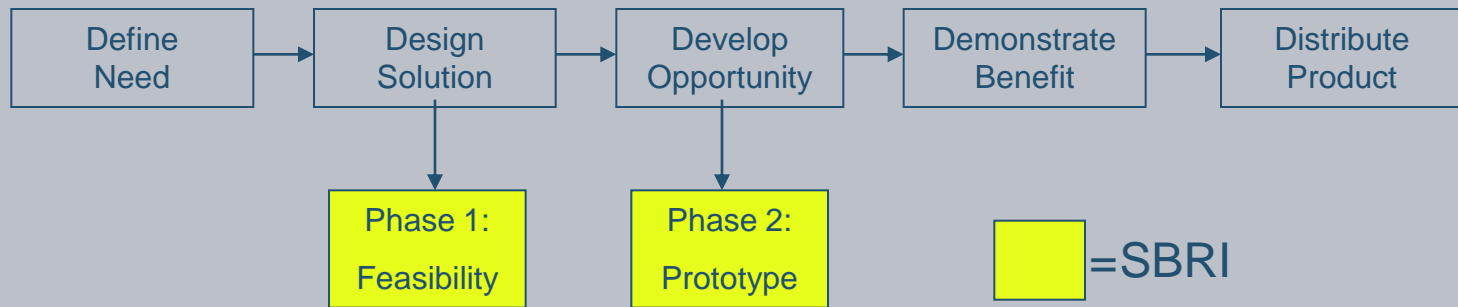 Define
Need
Design
Solution
Develop
Opportunity
Demonstrate
Benefit
Distribute
Product
Phase 1:
Feasibility
Phase 2:
Prototype
=SBRI